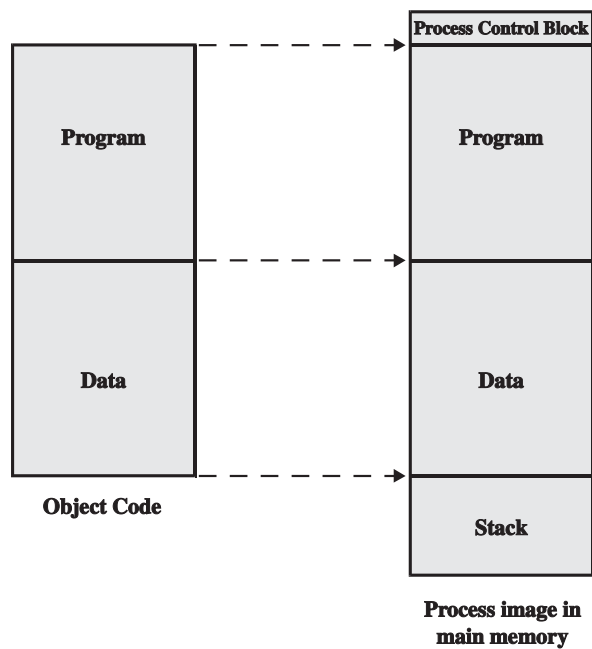 Process Control Block
Program
Program
Data
Data
Object Code
Stack
Process image in
main memory